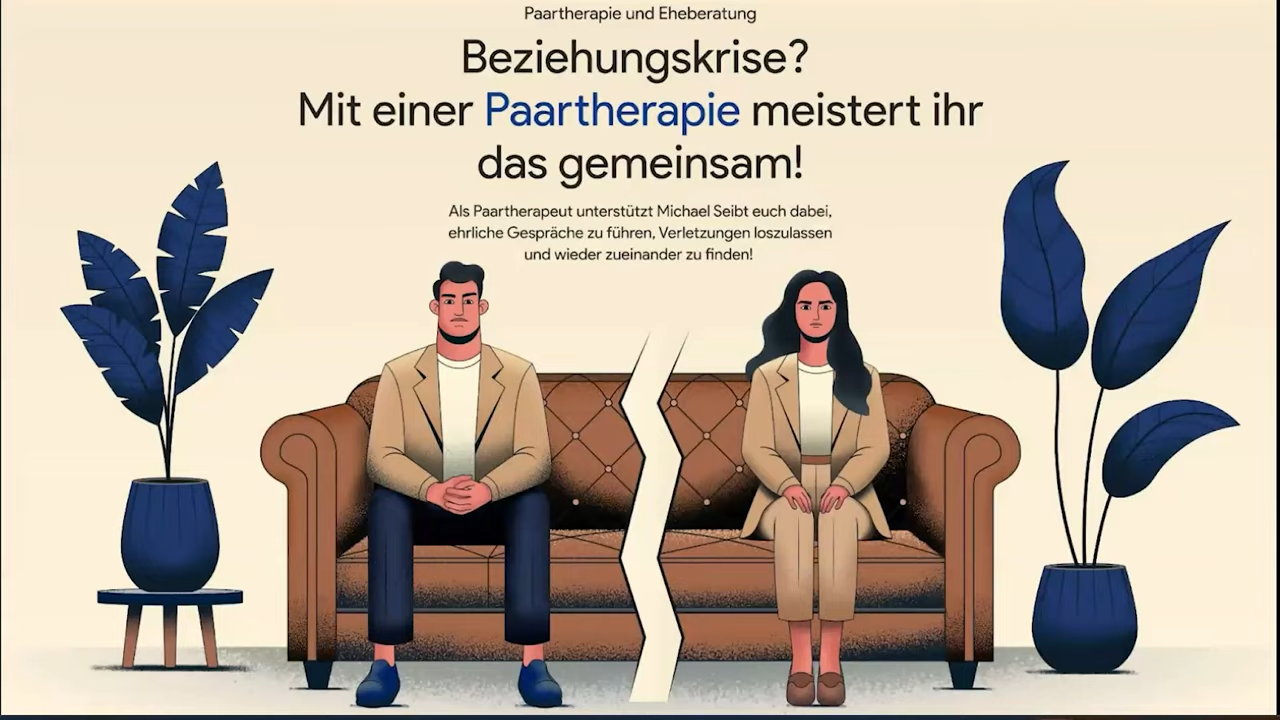 Paartherapie und Eheberatung
Beziehungskrise?
Mit einer Paartherapie meistert ihr
das gemeinsam!
Als Paartherapeut unterstützt Michael Seibt euch dabei,
ehrliche Gespräche zu führen, Verletzungen loszulassen
und wieder zueinander zu finden!